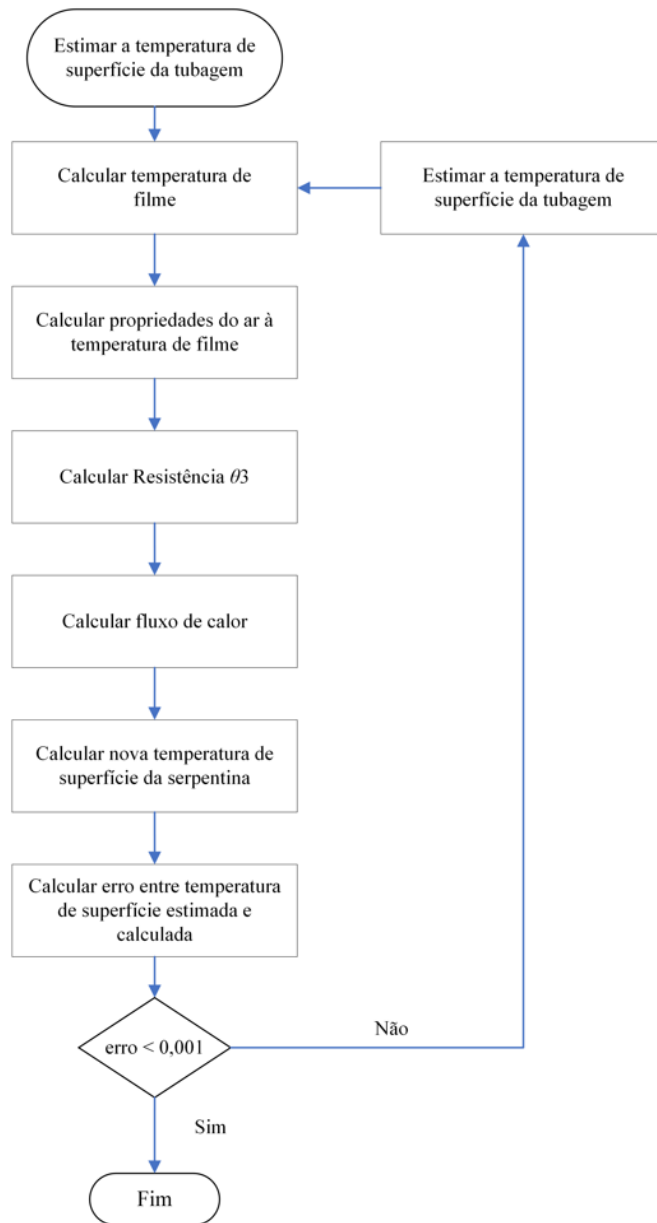 Estimar a temperatura de
superfície da tubagem
Calcular temperatura de
filme
Estimar a temperatura de
superfície da tubagem
Calcular propriedades do ar à
temperatura de filme
Calcular Resistência θ3
Calcular fluxo de calor
Calcular nova temperatura de
superfície da serpentina
Calcular erro entre temperatura
de superfície estimada e
calculada
erro < 0,001
Não
Sim
Fim